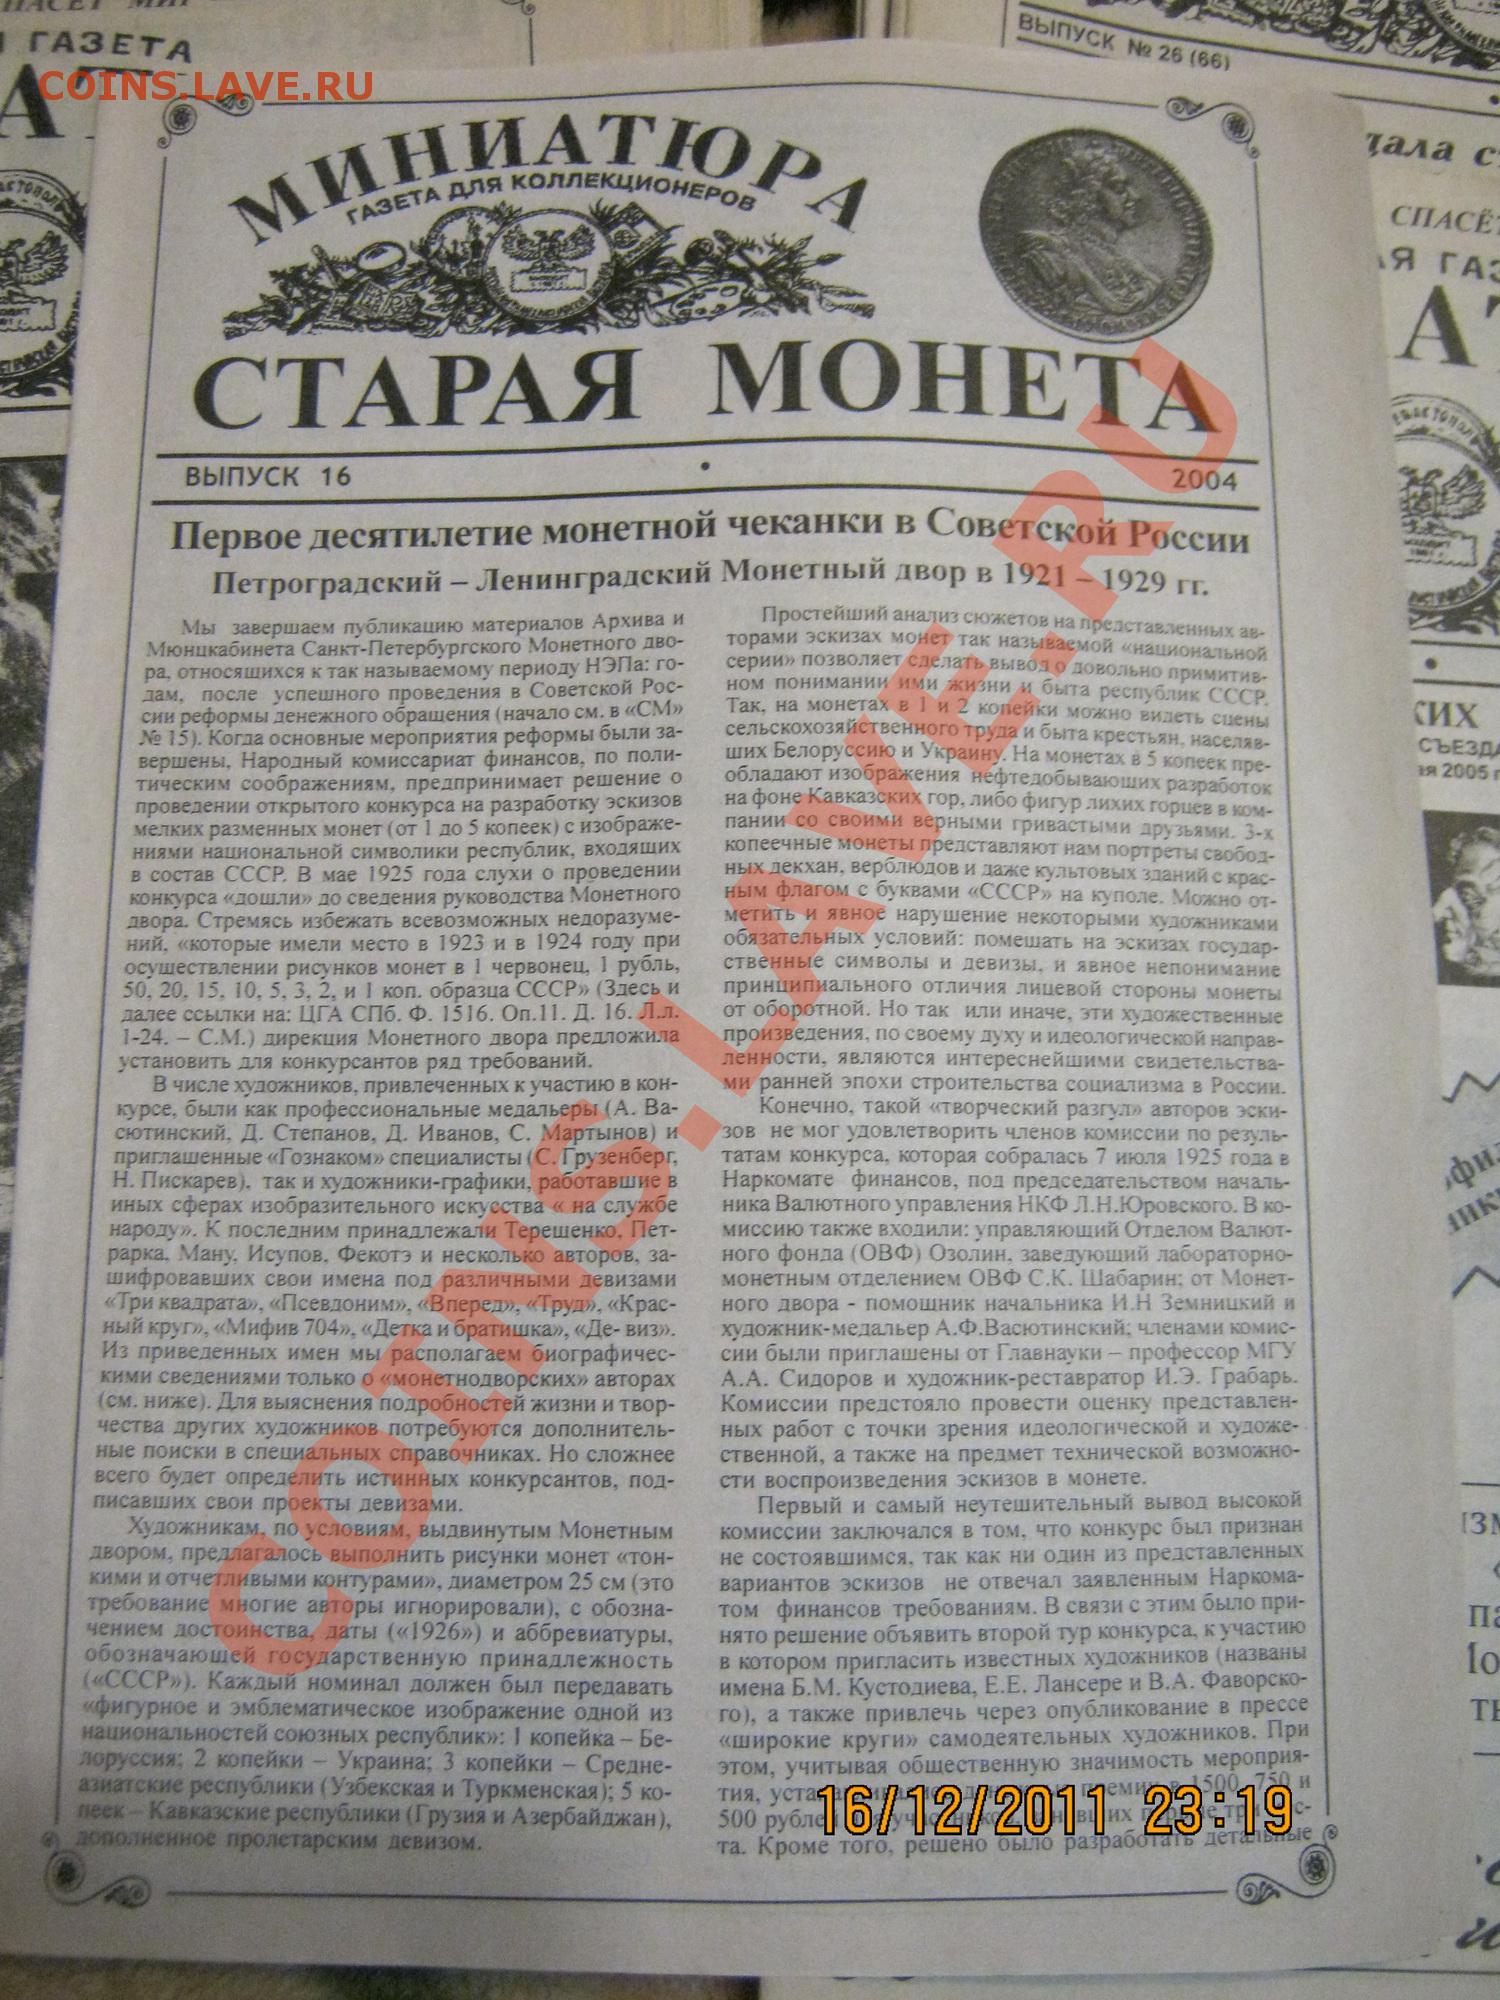 COINS.LAVE.RU
Я ГАЗЕТА
ВЫПУСК № 26 (66)
МИНИАТЮРА
ГАЗЕТА ДЛЯ КОЛЛЕКЦИОНЕРОВ
СТАРАЯ МОНЕТА
ВЫПУСК 16 • 2004
Первое десятилетие монетной чеканки в Советской России
Петроградский – Ленинградский Монетный двор в 1921 – 1929 гг.
Мы завершаем публикацию материалов Архива и
Мюнцкабинета Санкт-Петербургского Монетного дво-
ра, относящихся к так называемому периоду НЭПа: го-
дам, после успешного проведения в Советской Рос-
сии реформы денежного обращения (начало см. в «СМ»
№ 15). Когда основные мероприятия реформы были за-
вершены, Народный комиссариат финансов, по поли-
тическим соображениям, предпринимает решение о
проведении открытого конкурса на разработку эскизов
мелких разменных монет (от 1 до 5 копеек) с изображе-
ниями национальной символики республик, входящих
в состав СССР. В мае 1925 года слухи о проведении
конкурса «дошли» до сведения руководства Монетного
двора. Стремясь избежать всевозможных недоразуме-
ний, «которые имели место в 1923 и в 1924 году при
осуществлении рисунков монет в 1 червонец, 1 рубль,
50, 20, 15, 10, 5, 3, 2, и 1 коп. образца СССР» (Здесь и
далее ссылки на: ЦГА СПб. Ф. 1516. Оп.11. Д. 16. Л.л.
1-24. – С.М.) дирекция Монетного двора предложила
установить для конкурсантов ряд требований.
В числе художников, привлеченных к участию в кон-
курсе, были как профессиональные медальеры (А. Ва-
сютинский, Д. Степанов, Д. Иванов, С. Мартынов) и
приглашенные «Гознаком» специалисты (С. Грузенберг,
Н. Пискарев), так и художники-графики, работавшие в
иных сферах изобразительного искусства « на службе
народу». К последним принадлежали Терещенко, Пет-
рарка, Ману, Исупов, Фекотэ и несколько авторов, за-
шифровавших свои имена под различными девизами
«Три квадрата», «Псевдоним», «Вперед», «Труд», «Крас-
ный круг», «Мифив 704», «Детка и братишка», «Де- виз».
Из приведенных имен мы располагаем биографичес-
кими сведениями только о «монетнодворских» авторах
(см. ниже). Для выяснения подробностей жизни и твор-
чества других художников потребуются дополнитель-
ные поиски в специальных справочниках. Но сложнее
всего будет определить истинных конкурсантов, под-
писавших свои проекты девизами.
Художникам, по условиям, выдвинутым Монетным
двором, предлагалось выполнить рисунки монет «тон-
кими и отчетливыми контурами», диаметром 25 см (это
требование многие авторы игнорировали), с обозна-
чением достоинства, даты («1926») и аббревиатуры,
обозначающей государственную принадлежность
(«СССР»). Каждый номинал должен был передавать
«фигурное и эмблематическое изображение одной из
национальностей союзных республик»: 1 копейка – Бе-
лоруссия; 2 копейки – Украина; 3 копейки – Средне-
азиатские республики (Узбекская и Туркменская); 5 ко-
пеек – Кавказские республики (Грузия и Азербайджан),
дополненное пролетарским девизом.
Простейший анализ сюжетов на представленных ав-
торами эскизах монет так называемой «национальной
серии» позволяет сделать вывод о довольно примитив-
ном понимании ими жизни и быта республик СССР.
Так, на монетах в 1 и 2 копейки можно видеть сцены
сельскохозяйственного труда и быта крестьян, населяв-
ших Белоруссию и Украину. На монетах в 5 копеек пре-
обладают изображения нефтедобывающих разработок
на фоне Кавказских гор, либо фигур лихих горцев в ком-
пании со своими верными гривастыми друзьями. 3-х
копеечные монеты представляют нам портреты свобод-
ных декхан, верблюдов и даже культовых зданий с крас-
ным флагом с буквами «СССР» на куполе. Можно от-
метить и явное нарушение некоторыми художниками
обязательных условий: помещать на эскизах государ-
ственные символы и девизы, и явное непонимание
принципиального отличия лицевой стороны монеты
от оборотной. Но так или иначе, эти художественные
произведения, по своему духу и идеологической направ-
ленности, являются интереснейшими свидетельства-
ми ранней эпохи строительства социализма в России.
Конечно, такой «творческий разгул» авторов эски-
зов не мог удовлетворить членов комиссии по резуль-
татам конкурса, которая собралась 7 июля 1925 года в
Наркомате финансов, под председательством началь-
ника Валютного управления НКФ Л.Н.Юровского. В ко-
миссию также входили: управляющий Отделом Валют-
ного фонда (ОВФ) Озолин, заведующий лабораторно-
монетным отделением ОВФ С.К. Шабарин; от Монет-
ного двора - помощник начальника И.Н Земницкий и
художник-медальер А.Ф.Васютинский; членами комис-
сии были приглашены от Главнауки – профессор МГУ
А.А. Сидоров и художник-реставратор И.Э. Грабарь.
Комиссии предстояло провести оценку представлен-
ных работ с точки зрения идеологической и художе-
ственной, а также на предмет технической возможно-
сти воспроизведения эскизов в монете.
Первый и самый неутешительный вывод высокой
комиссии заключался в том, что конкурс был признан
не состоявшимся, так как ни один из представленных
вариантов эскизов не отвечал заявленным Наркома-
том финансов требованиям. В связи с этим было при-
нято решение объявить второй тур конкурса, к участию
в котором пригласить известных художников (названы
имена Б.М. Кустодиева, Е.Е. Лансере и В.А. Фаворско-
го), а также привлечь через опубликование в прессе
«широкие круги» самодеятельных художников. При
этом, учитывая общественную значимость мероприя-
тия, 1500, 750 и
500 рублей
та. Кроме того, решено было разработать детальные
COINS.LAVE.RU
16/12/2011 23:19
дала
СПАСЁ
СЪЕЗДА
2005 г